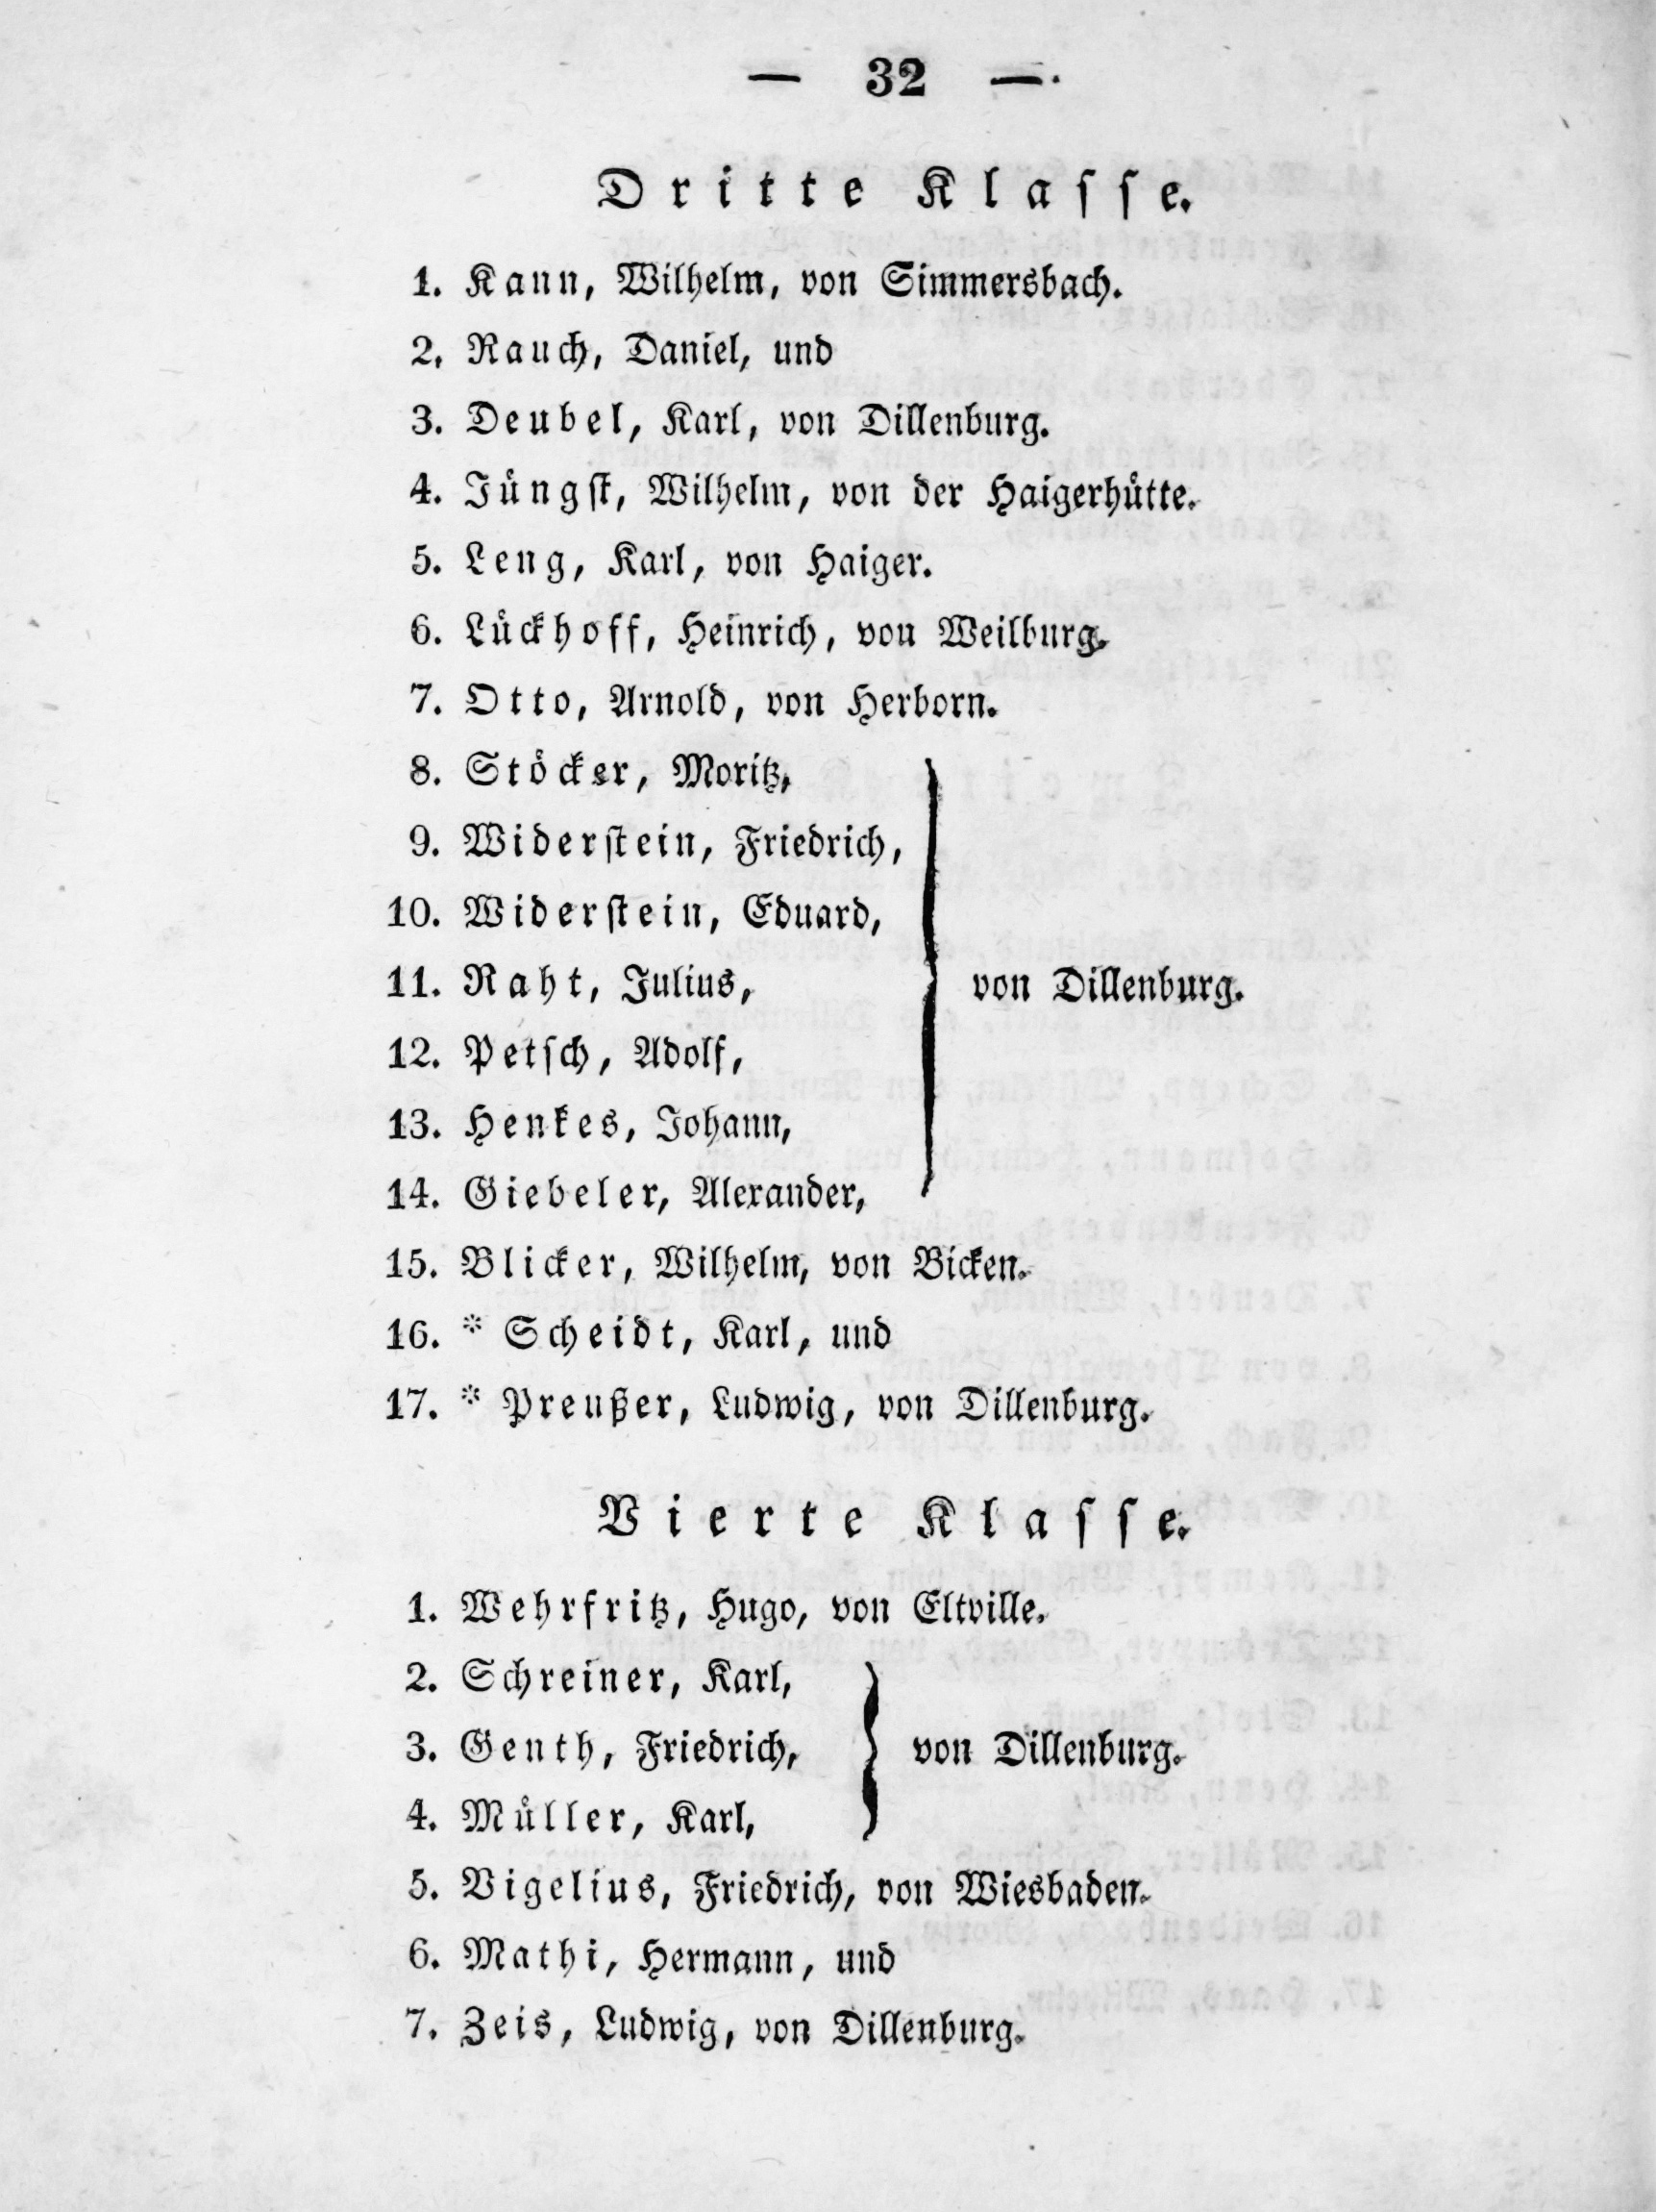 — 32 —
Dritte Klasse.
1. Kann, Wilhelm, von Simmersbach.
2. Rauch, Daniel, und
3. Deubel, Karl, von Dillenburg.
4. Jüngst, Wilhelm, von der Haigerhütte.
5. Leng, Karl, von Haiger.
6. Lückhoff, Heinrich, von Weilburg.
7. Otto, Arnold, von Herborn.
8. Stöcker, Moritz,
9. Widerstein, Friedrich,
10. Widerstein, Eduard,
11. Raht, Julius, von Dillenburg.
12. Petsch, Adolf,
13. Henkes, Johann,
14. Giebeler, Alexander,
15. Blicker, Wilhelm, von Bicken.
16. * Scheidt, Karl, und
17. * Preußer, Ludwig, von Dillenburg.
Vierte Klasse.
1. Wehrfritz, Hugo, von Eltville.
2. Schreiner, Karl,
3. Genth, Friedrich, von Dillenburg.
4. Müller, Karl,
5. Vigelius, Friedrich, von Wiesbaden.
6. Mathi, Hermann, und
7. Zeis, Ludwig, von Dillenburg.